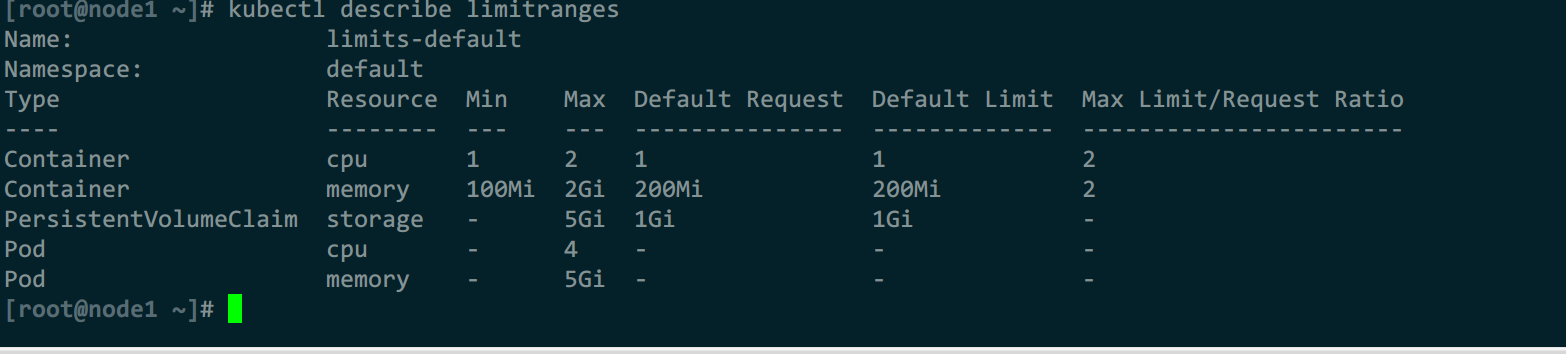 [root@node1 ~]# kubectl describe limitranges
Name:                  limits-default
Namespace:             default
Type                   Resource  Min    Max  Default Request  Default Limit  Max Limit/Request Ratio
----                   --------  ---    ---  ---------------  -------------  -----------------------
Container              cpu       1      2    1                1              2
Container              memory    100Mi  2Gi  200Mi            200Mi          2
PersistentVolumeClaim  storage   -      5Gi  1Gi              1Gi            -
Pod                    cpu       -      4    -                -              -
Pod                    memory    -      5Gi  -                -              -
[root@node1 ~]#